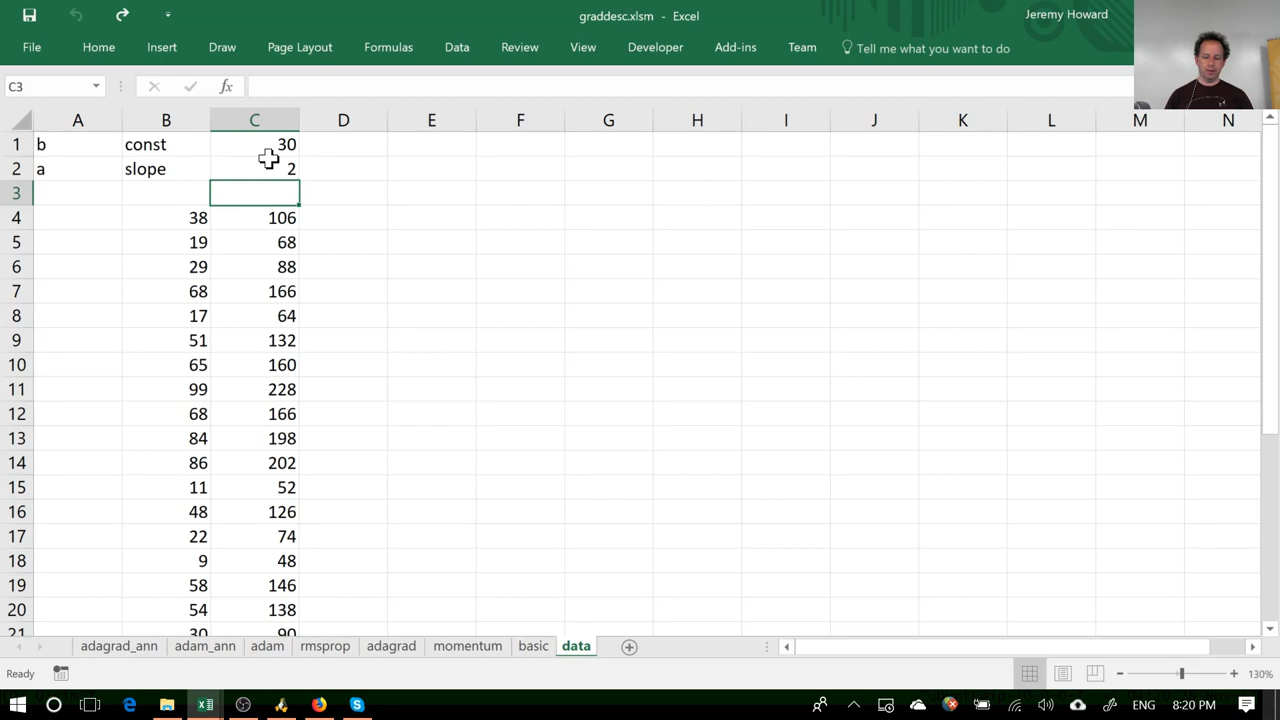 graddesc.xlsm - Excel
Jeremy Howard
File Home Insert Draw Page Layout Formulas Data Review View Developer Add-ins Team Tell me what you want to do
C3 fx
A B C D E F G H I J K L M N
1 b const 30
2 a slope 2
3
4 38 106
5 19 68
6 29 88
7 68 166
8 17 64
9 51 132
10 65 160
11 99 228
12 68 166
13 84 198
14 86 202
15 11 52
16 48 126
17 22 74
18 9 48
19 58 146
20 54 138
21 30 90
adagrad_ann adam_ann adam rmsprop adagrad momentum basic data
Ready 130%
ENG 8:20 PM